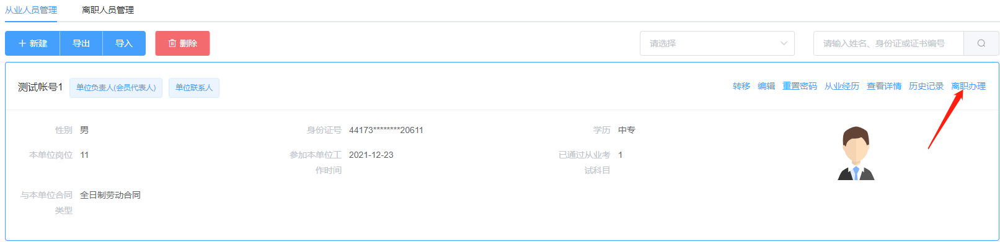 从业人员管理 离职人员管理
新建 导出 导入 删除 请选择 请输入姓名、身份证或证书编号
测试帐号1 单位负责人(会员代表人) 单位联系人 转移 编辑 重置密码 从业经历 查看详情 历史记录 离职办理
性别 男 身份证号 44173********20611 学历 中专
本单位岗位 11 参加本单位工 2021-12-23 已通过从业考 1
作时间 试科目
与本单位合同 全日制劳动合同
类型